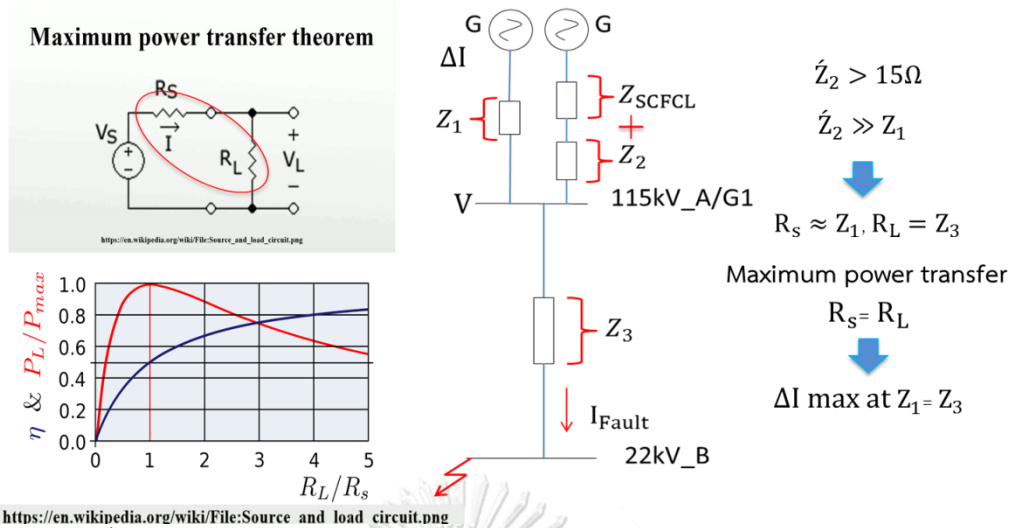 Maximum power transfer theorem
RS
VS
I
RL
+
VL
−
https://en.wikipedia.org/wiki/File:Source_and_load_circuit.png
η & PL/Pmax
1.0
0.8
0.6
0.4
0.2
0.0
0 1 2 3 4 5
RL/Rs
https://en.wikipedia.org/wiki/File:Source_and_load_circuit.png
G G
ΔI
Z1
ZSCFCL
+
Z2
V 115kV_A/G1
Z3
IFault
22kV_B
Ź2 > 15Ω
Ź2 ≫ Z1
Rs ≈ Z1, RL = Z3
Maximum power transfer
Rs= RL
ΔI max at Z1= Z3